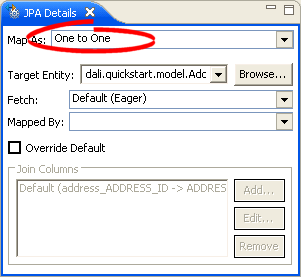 JPA Details
Map As: One to One
Target Entity: dali.quickstart.model.Adc Browse...
Fetch: Default (Eager)
Mapped By:
Override Default
Join Columns
Default (address_ADDRESS_ID -> ADDRES
Add...
Edit...
Remove